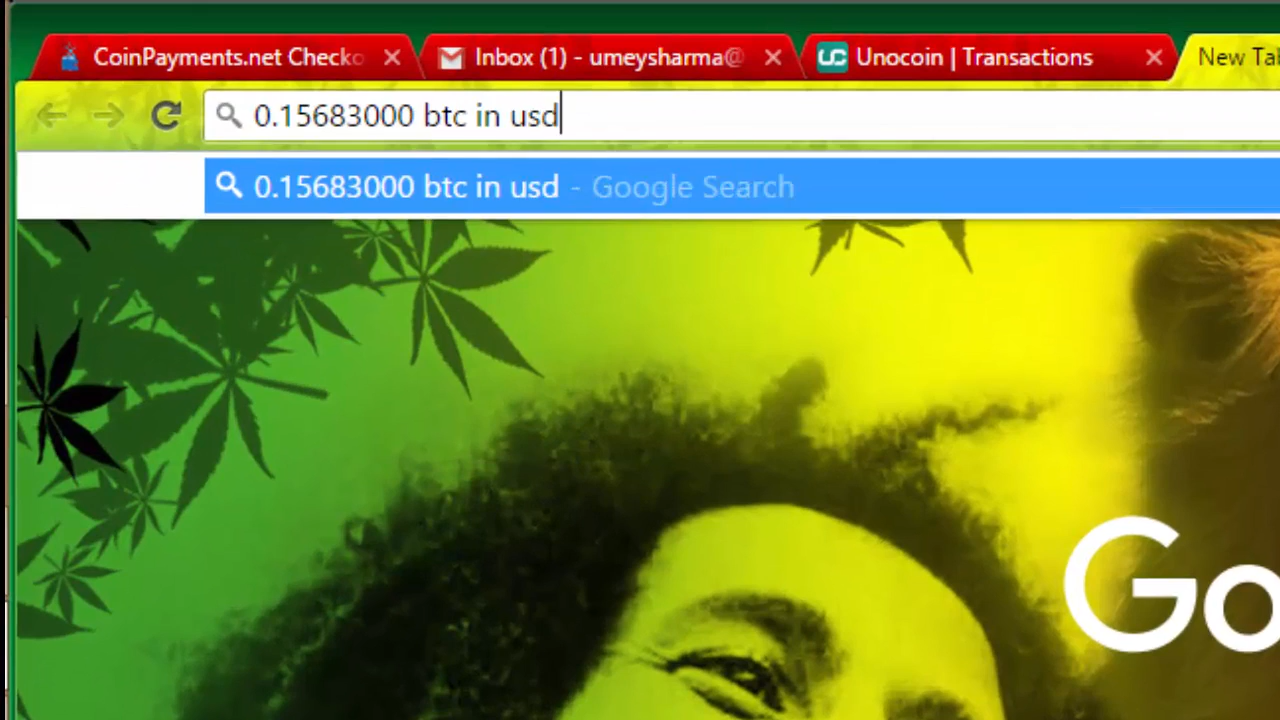 CoinPayments.net Checko
Inbox (1) - umeysharma@
Unocoin | Transactions
New Tab
0.15683000 btc in usd
0.15683000 btc in usd - Google Search
Go